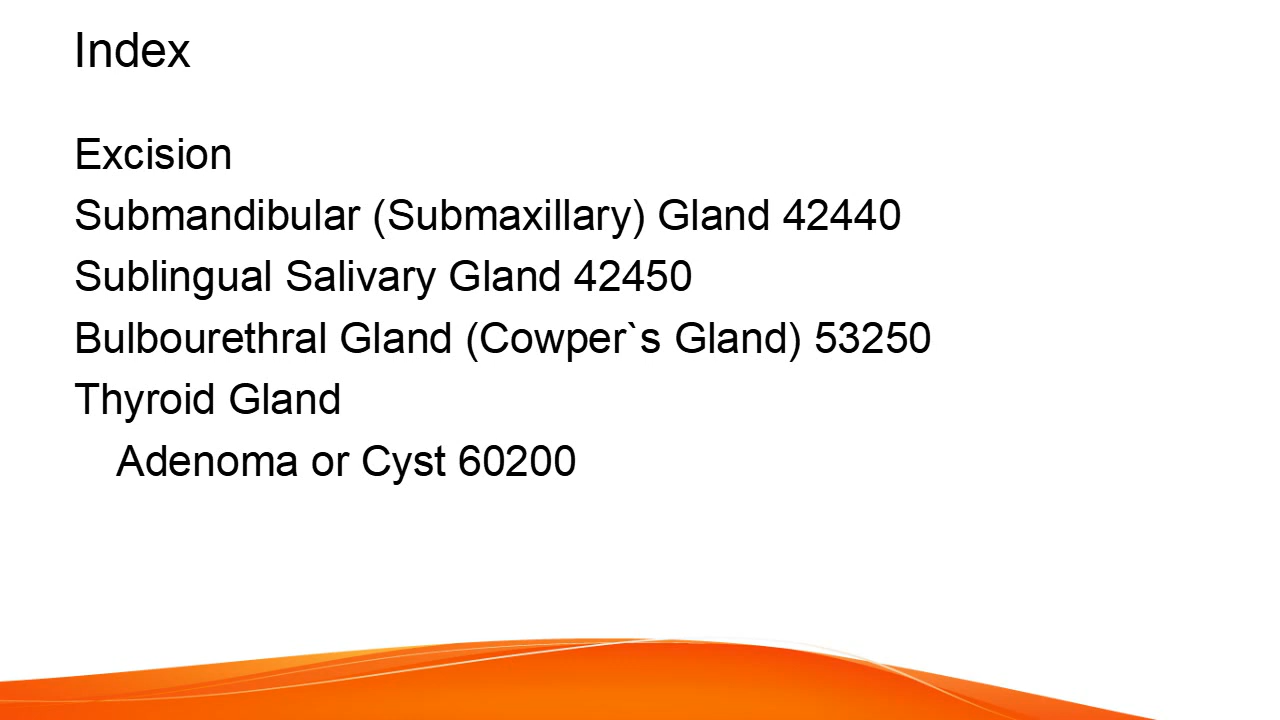 Index
Excision
Submandibular (Submaxillary) Gland 42440
Sublingual Salivary Gland 42450
Bulbourethral Gland (Cowper`s Gland) 53250
Thyroid Gland
Adenoma or Cyst 60200